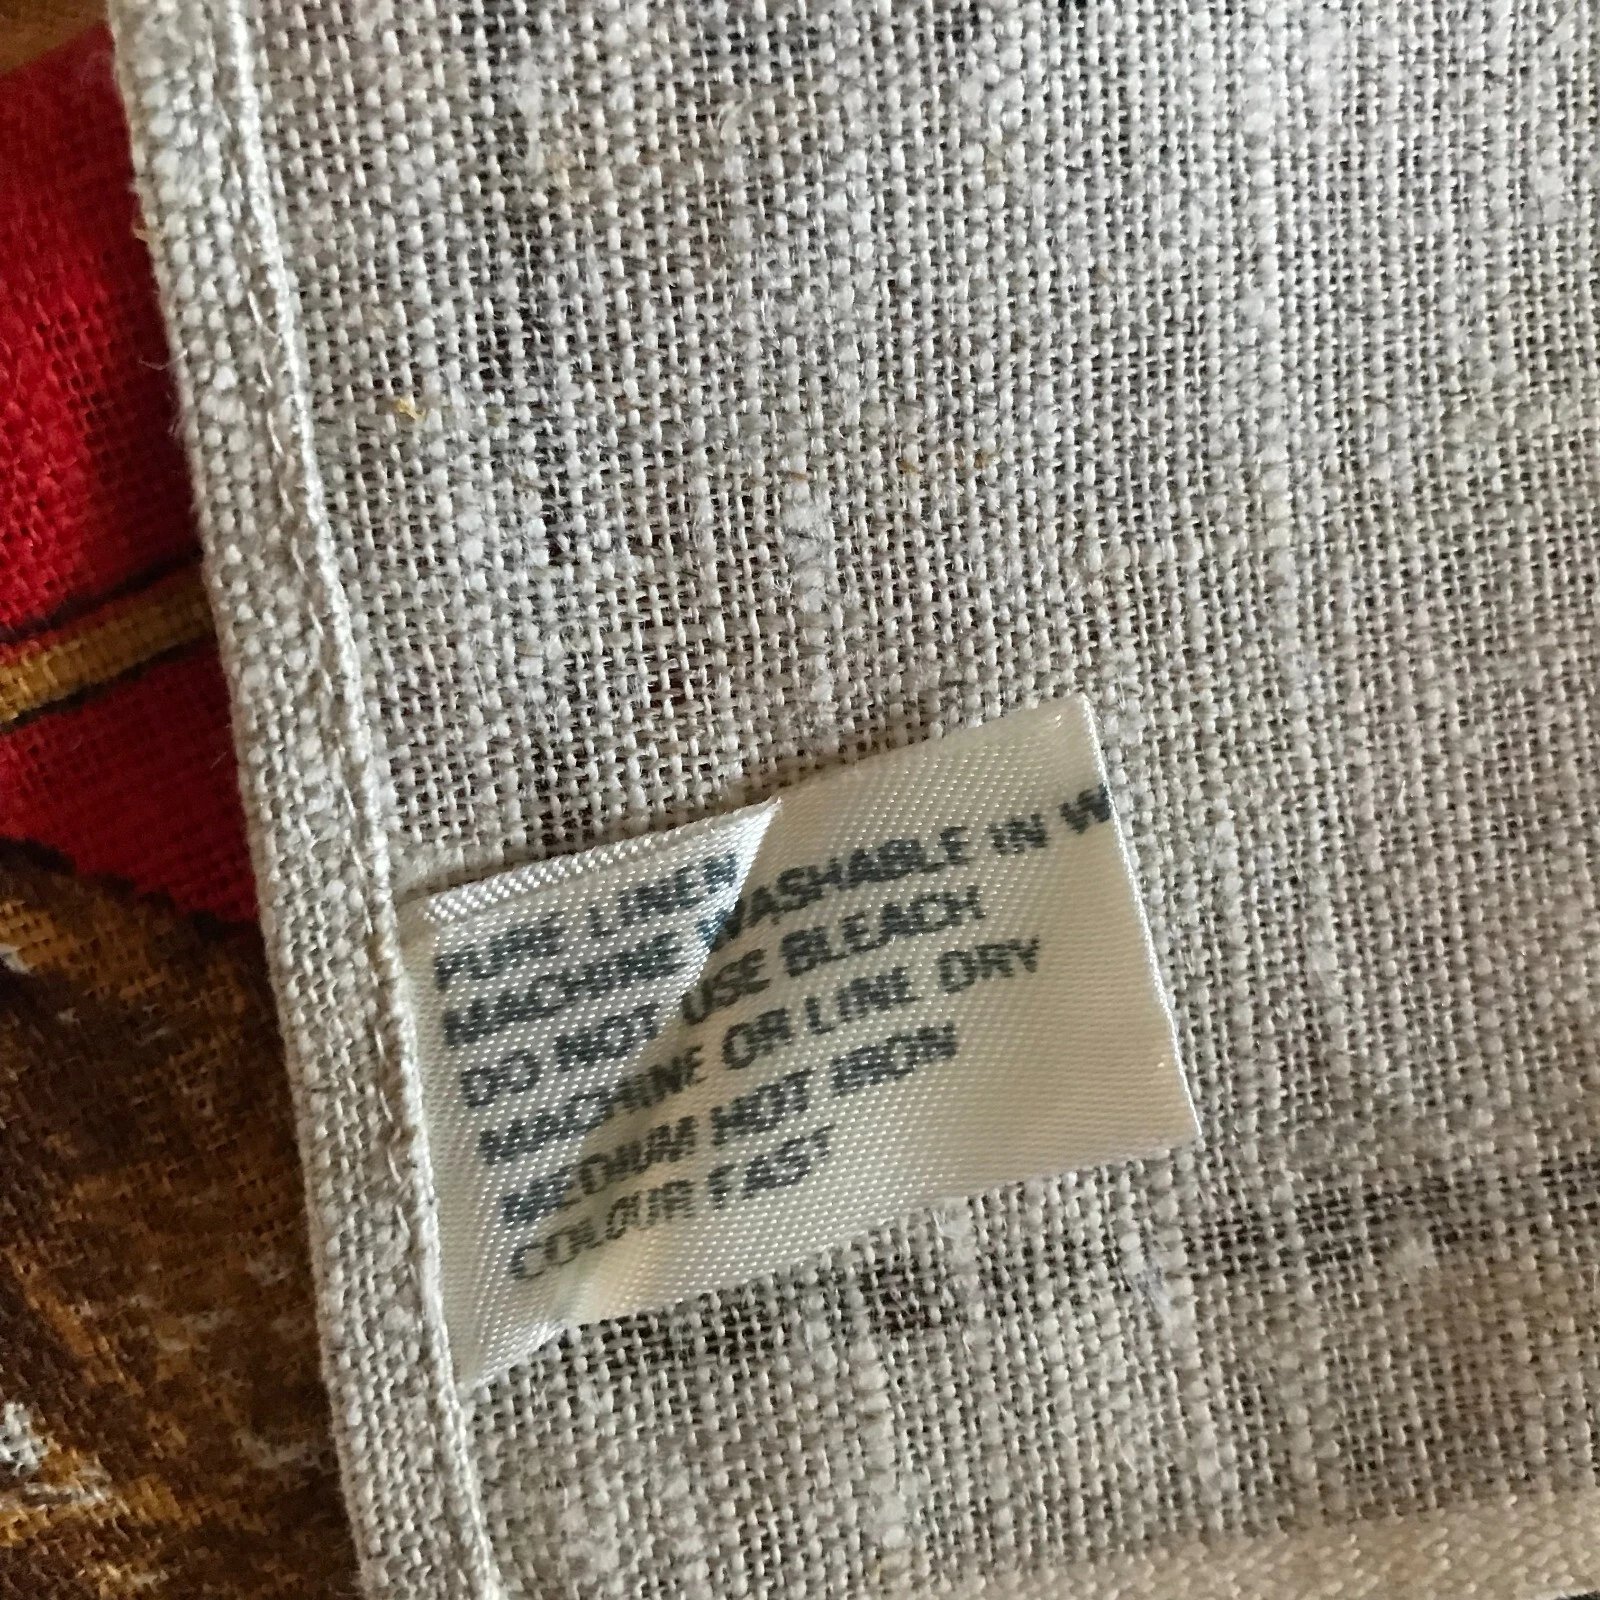 PURE LINEN
MACHINE WASHABLE IN W
DO NOT USE BLEACH
MACHINE OR LINE DRY
MEDIUM HOT IRON
COLOUR FAST